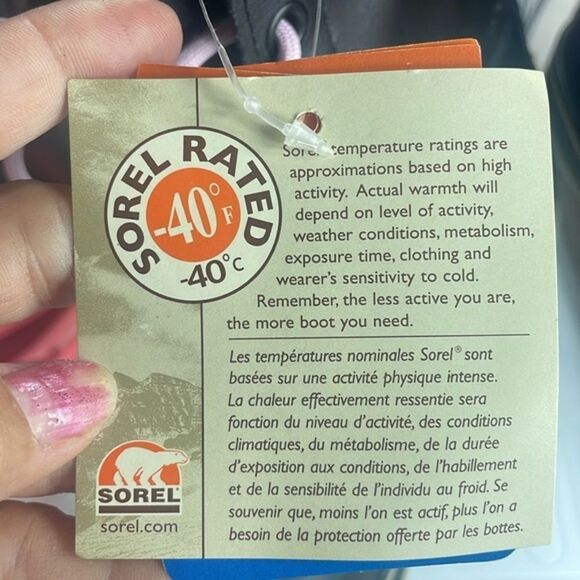 SOREL RATED
-40°F
-40°C
temperature ratings are
approximations based on high
activity. Actual warmth will
depend on level of activity,
weather conditions, metabolism,
exposure time, clothing and
wearer's sensitivity to cold.
Remember, the less active you are,
the more boot you need.
Les températures nominales Sorel® sont
basées sur une activité physique intense.
La chaleur effectivement ressentie sera
fonction du niveau d'activité, des conditions
climatiques, du métabolisme, de la durée
d'exposition aux conditions, de l'habillement
et de la sensibilité de l'individu au froid. Se
souvenir que, moins l'on est actif, plus l'on a
besoin de la protection offerte par les bottes.
SOREL
sorel.com